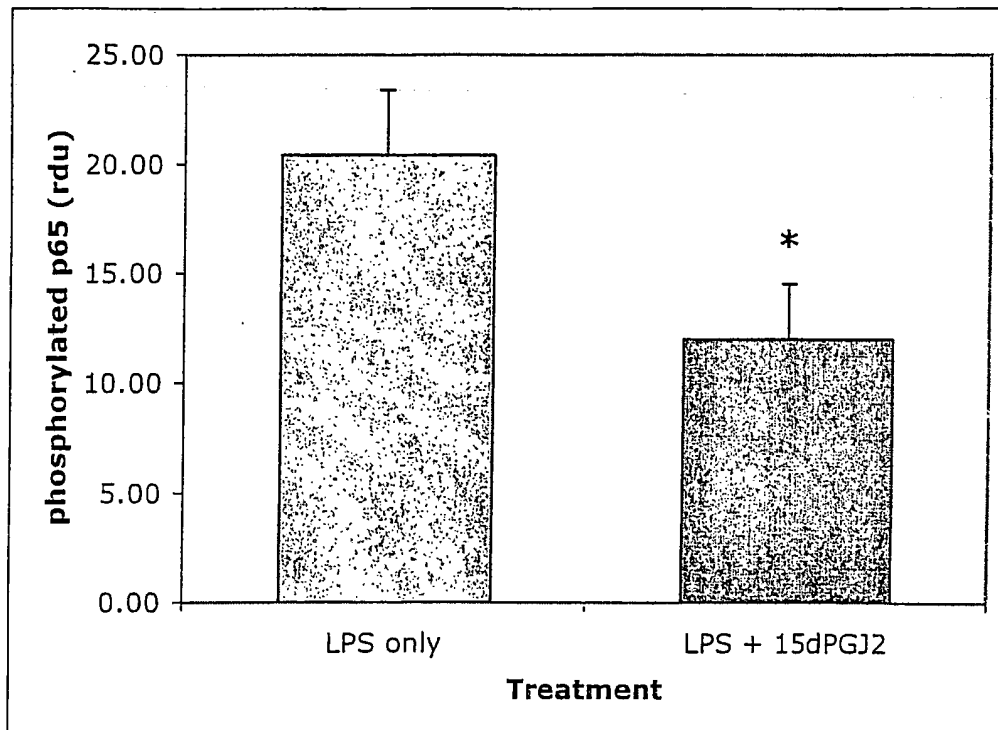 25.00
20.00
15.00
10.00
5.00
0.00
phosphorylated p65 (rdu)
*
LPS only
LPS + 15dPGJ2
Treatment